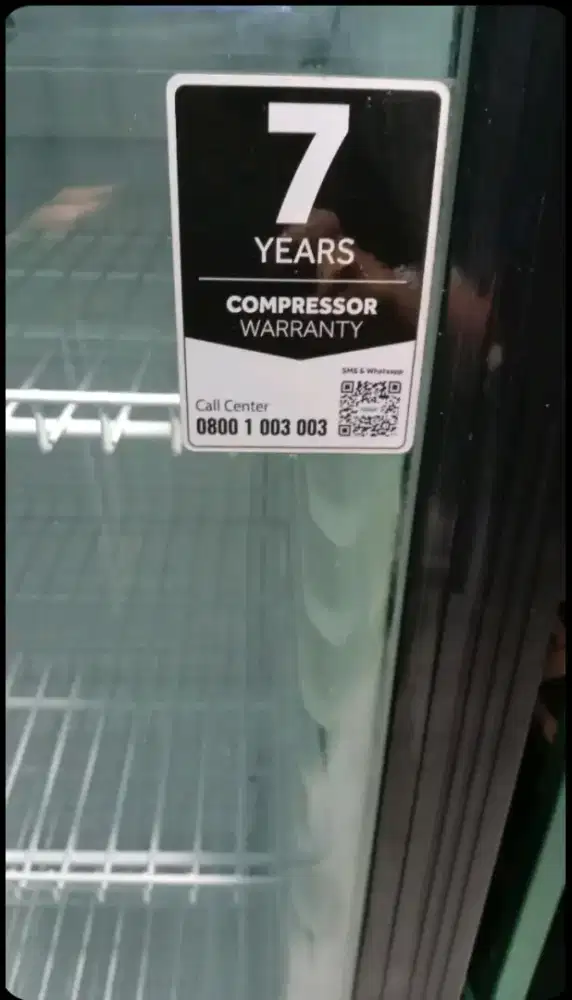 7
YEARS
COMPRESSOR
WARRANTY
SMS & Whatsapp
Call Center
0800 1 003 003